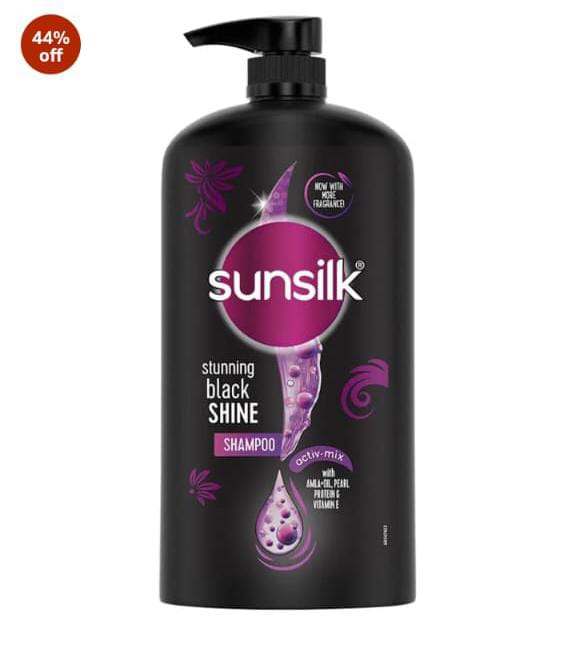 44%
off
NOW WITH
MORE
FRAGRANCE!
sunsilk®
stunning
black
SHINE
SHAMPOO
activ-mix
with
AMLA+OIL, PEARL
PROTEIN &
VITAMIN E